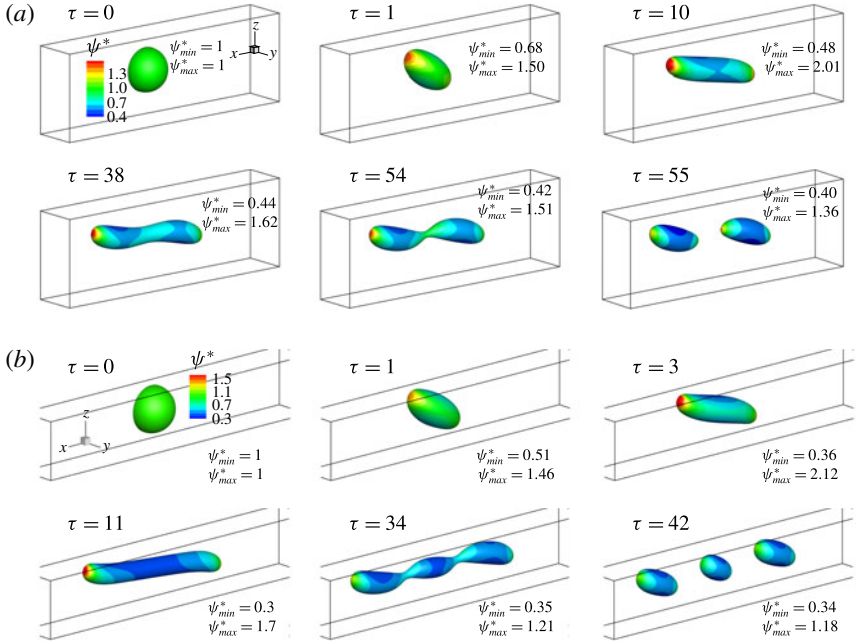 (a)
τ = 0
ψ*
1.3
1.0
0.7
0.4
ψ*min = 1
ψ*max = 1
z
x
y
τ = 1
ψ*min = 0.68
ψ*max = 1.50
τ = 10
ψ*min = 0.48
ψ*max = 2.01
τ = 38
ψ*min = 0.44
ψ*max = 1.62
τ = 54
ψ*min = 0.42
ψ*max = 1.51
τ = 55
ψ*min = 0.40
ψ*max = 1.36
(b)
τ = 0
ψ*
1.5
1.1
0.7
0.3
z
x
y
ψ*min = 1
ψ*max = 1
τ = 1
ψ*min = 0.51
ψ*max = 1.46
τ = 3
ψ*min = 0.36
ψ*max = 2.12
τ = 11
ψ*min = 0.3
ψ*max = 1.7
τ = 34
ψ*min = 0.35
ψ*max = 1.21
τ = 42
ψ*min = 0.34
ψ*max = 1.18